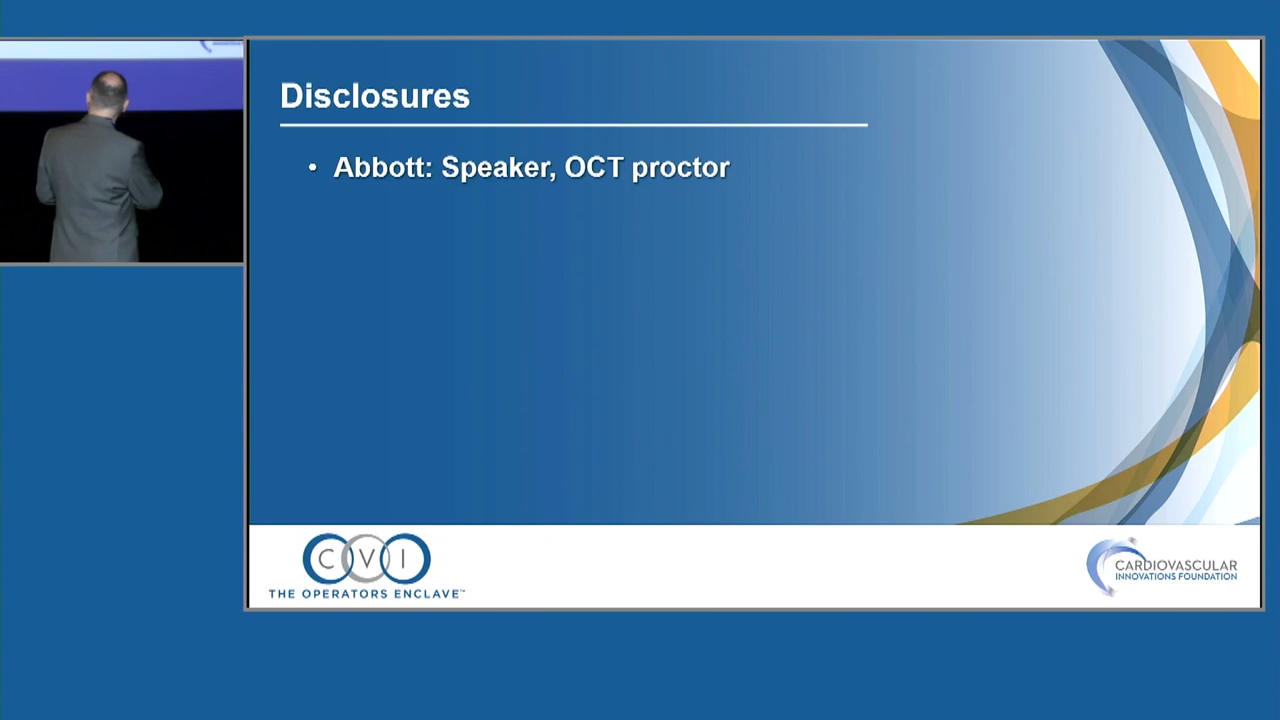 Disclosures
• Abbott: Speaker, OCT proctor
CVI
THE OPERATORS ENCLAVE™
CARDIOVASCULAR
INNOVATIONS FOUNDATION